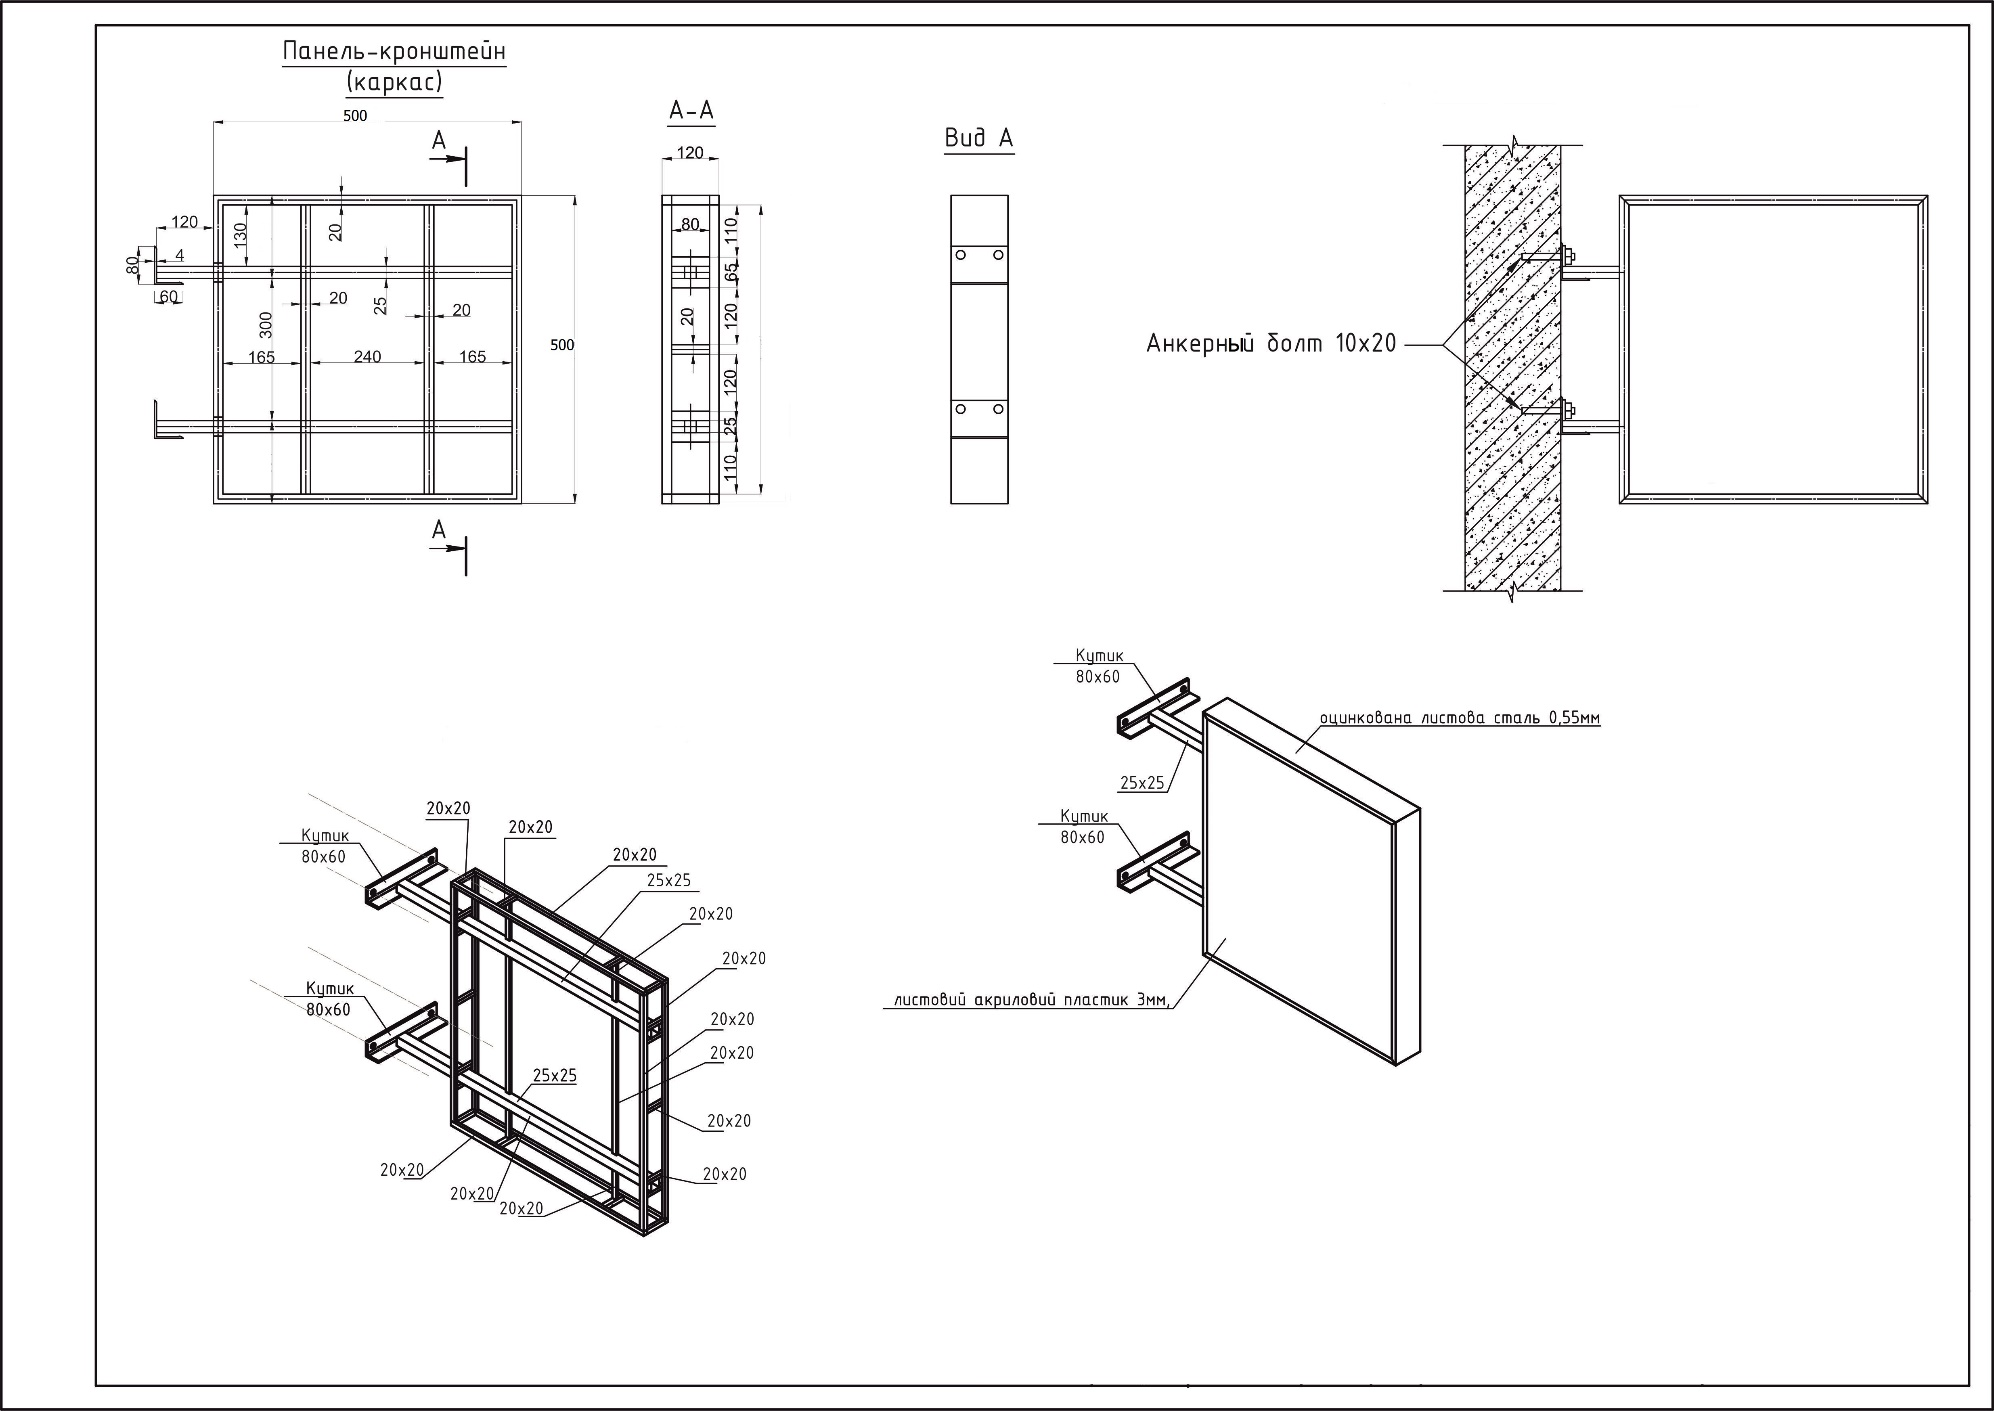 Панель-кронштейн
(каркас)
500
А
120
80
4
60
130
20
300
20
25
20
165
240
165
500
А
А-А
120
80
110
65
120
20
120
25
110
Вид А
Анкерный болт 10х20
Кутик
80х60
оцинкована листова сталь 0,55мм
25х25
Кутик
80х60
листовий акриловий пластик 3мм,
20х20
20х20
Кутик
80х60
20х20
25х25
20х20
20х20
Кутик
80х60
20х20
20х20
25х25
20х20
20х20
20х20
20х20
20х20